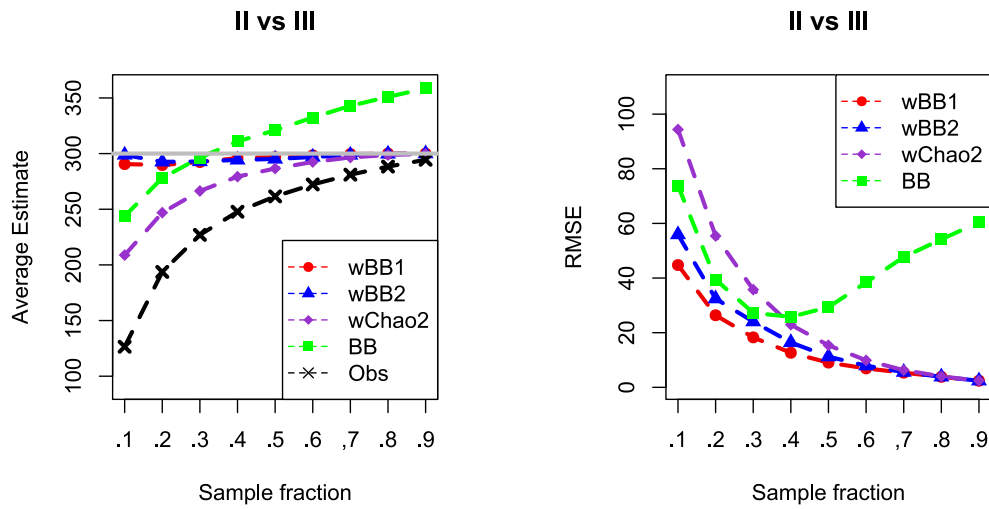 II vs III
Average Estimate
350
300
250
200
150
100
wBB1
wBB2
wChao2
BB
Obs
.1 .2 .3 .4 .5 .6 ,7 .8 .9
Sample fraction
II vs III
RMSE
100
80
60
40
20
0
wBB1
wBB2
wChao2
BB
.1 .2 .3 .4 .5 .6 ,7 .8 .9
Sample fraction